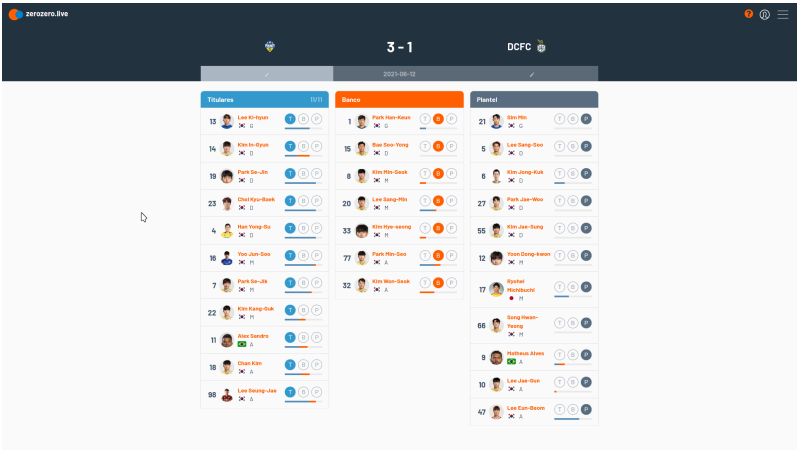 zerozero.live
?
3 - 1
DCFC
2021-06-12
Titulares 11/11
13 Lee Ki-hyun T B P
G
14 Kim In-Gyun T B P
D
19 Park Se-Jin T B P
D
23 Choi Kyu-Baek T B P
D
4 Han Yong-Su T B P
D
16 Yoo Jun-Soo T B P
M
7 Park Se-Jik T B P
M
22 Kim Kang-Guk T B P
M
11 Alex Sandro T B P
A
18 Chan Kim T B P
A
98 Lee Seung-Jae T B P
A
Banco
1 Park Han-Keun T B P
G
15 Bae Soo-Yong T B P
D
8 Kim Min-Seok T B P
M
20 Lee Sang-Min T B P
M
33 Kim Hye-seong T B P
M
77 Park Min-Seo T B P
A
32 Kim Won-Seok T B P
A
Plantel
21 Sim Min T B P
G
5 Lee Sang-Soo T B P
D
6 Kim Jong-Kuk T B P
D
27 Park Jae-Woo T B P
D
55 Kim Jae-Sung T B P
D
12 Yoon Dong-kwon T B P
M
17 Ryohei
Michibuchi T B P
M
66 Song Hwan-
Yeong T B P
M
9 Matheus Alves T B P
A
10 Lee Jae-Gun T B P
A
47 Lee Eun-Beom T B P
A